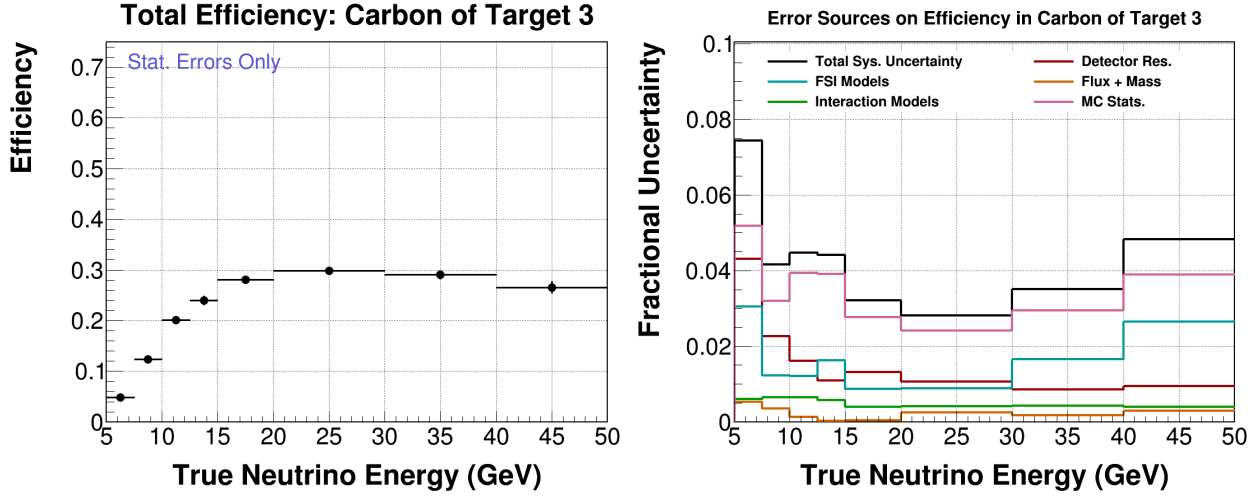 Total Efficiency: Carbon of Target 3
Stat. Errors Only
Efficiency
0.7
0.6
0.5
0.4
0.3
0.2
0.1
0
5 10 15 20 25 30 35 40 45 50
True Neutrino Energy (GeV)
Error Sources on Efficiency in Carbon of Target 3
Total Sys. Uncertainty
FSI Models
Interaction Models
Detector Res.
Flux + Mass
MC Stats.
Fractional Uncertainty
0.1
0.08
0.06
0.04
0.02
0
5 10 15 20 25 30 35 40 45 50
True Neutrino Energy (GeV)